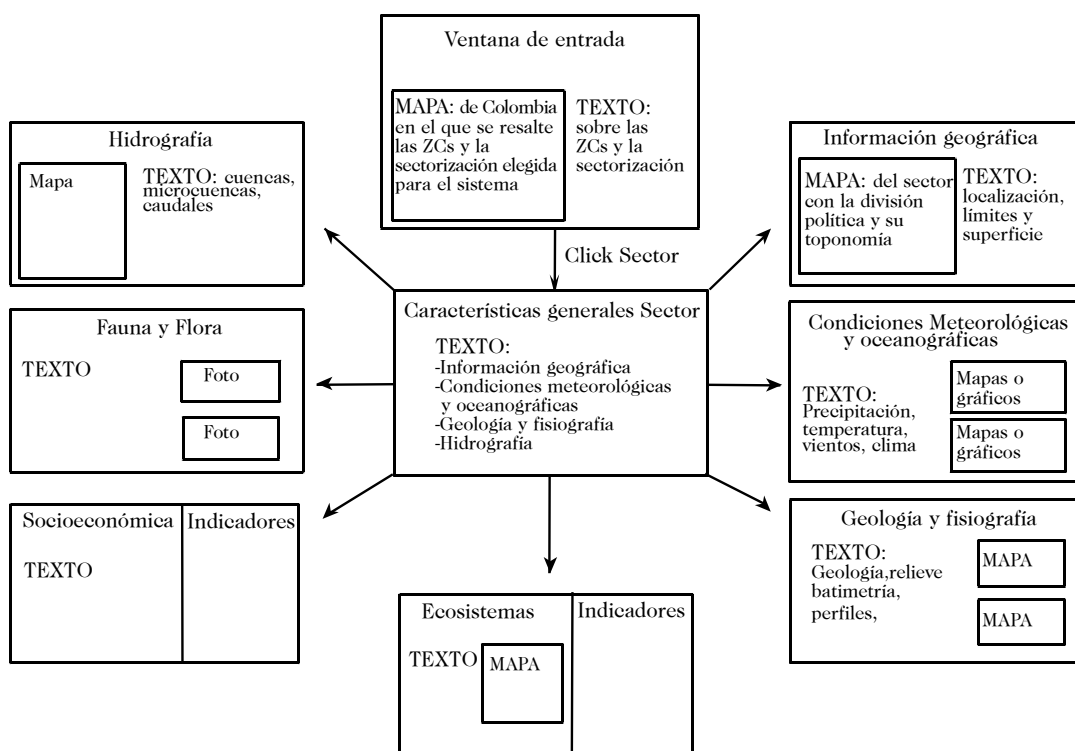 Ventana de entrada
MAPA: de Colombia
en el que se resalte
las ZCs y la
sectorización elegida
para el sistema
TEXTO:
sobre las
ZCs y la
sectorización
Hidrografía
Mapa
TEXTO: cuencas,
microcuencas,
caudales
Información geográfica
MAPA: del sector
con la división
política y su
toponomía
TEXTO:
localización,
límites y
superficie
Click Sector
Fauna y Flora
TEXTO
Foto
Foto
Característificas generales Sector
TEXTO:
-Información geográfica
-Condiciones meteorológicas
y oceanográficas
-Geología y fisiografía
-Hidrografía
Condiciones Meteorológicas
y oceanográficas
TEXTO:
Precipitación,
temperatura,
vientos, clima
Mapas o
gráficos
Mapas o
gráficos
Socioeconómica
TEXTO
Indicadores
Ecosistemas
TEXTO
MAPA
Indicadores
Geología y fisiografía
TEXTO:
Geología,relieve
batimetría,
perfiles,
MAPA
MAPA